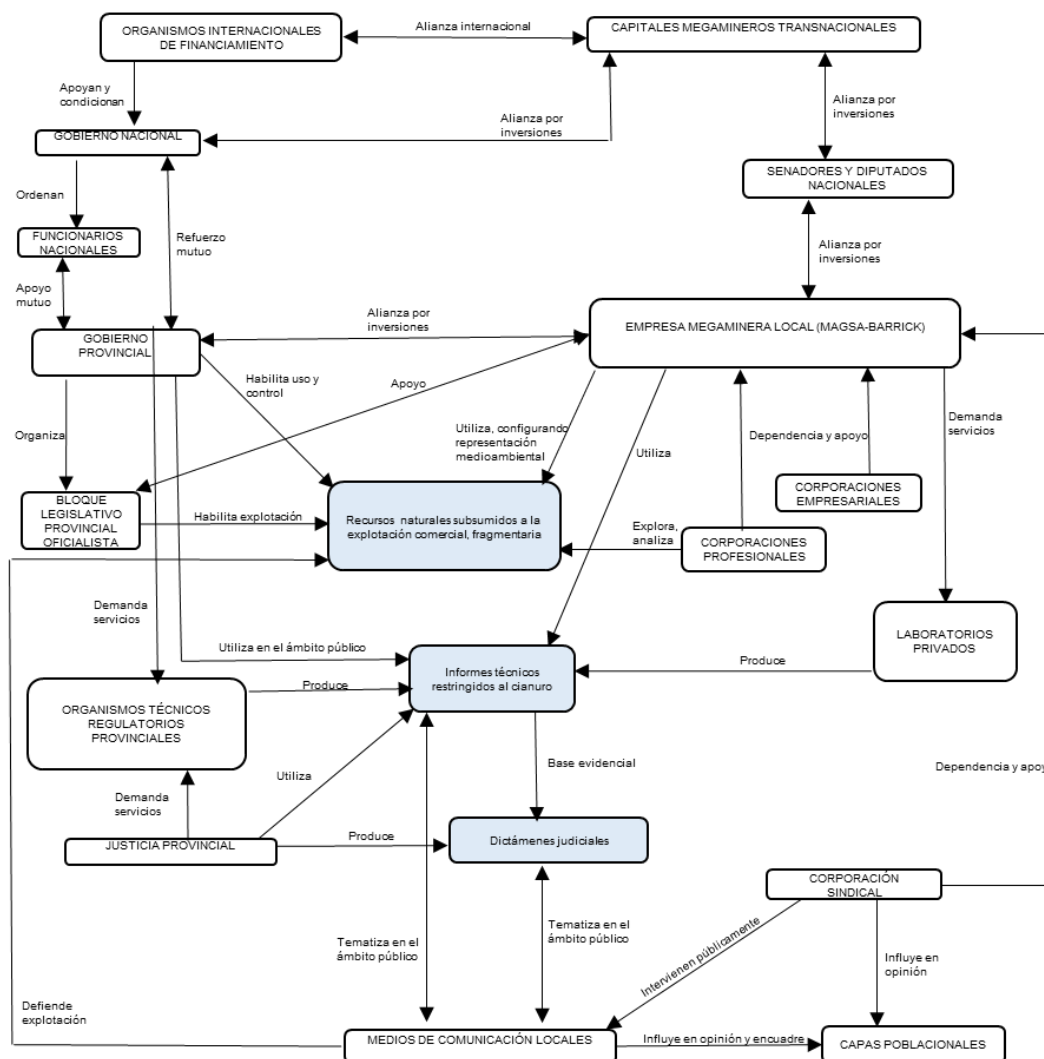 ORGANISMOS INTERNACIONALES
DE FINANCIAMIENTO
Alianza internacional
CAPITALES MEGAMINEROS TRANSNACIONALES
Apoyan y
condicionan
Alianza por
inversiones
Alianza por
inversiones
GOBIERNO NACIONAL
SENADORES Y DIPUTADOS
NACIONALES
Ordenan
FUNCIONARIOS
NACIONALES
Refuerzo
mutuo
Alianza por
inversiones
Apoyo
mutuo
GOBIERNO
PROVINCIAL
Alianza por
inversiones
EMPRESA MEGAMINERA LOCAL (MAGSA-BARRICK)
Habilita uso y
control
Apoyo
Organiza
Utiliza, configurando
representación
medioambiental
Utiliza
Dependencia y apoyo
Demanda
servicios
BLOQUE
LEGISLATIVO
PROVINCIAL
OFICIALISTA
Habilita explotación
Recursos naturales subsumidos a la
explotación comercial, fragmentaria
CORPORACIONES
EMPRESARIALES
Explora,
analiza
CORPORACIONES
PROFESIONALES
Demanda
servicios
LABORATORIOS
PRIVADOS
Utiliza en el ámbito público
Informes técnicos
restringidos al cianuro
Produce
Produce
ORGANISMOS TÉCNICOS
REGULATORIOS
PROVINCIALES
Utiliza
Base evidencial
Dependencia y apoy
Demanda
servicios
JUSTICIA PROVINCIAL
Produce
Dictámenes judiciales
CORPORACIÓN
SINDICAL
Tematiza en el
ámbito público
Tematiza en el
ámbito público
Intervienen públicamente
Influye en
opinión
Defiende
explotación
MEDIOS DE COMUNICACIÓN LOCALES
Influye en opinión y encuadre
CAPAS POBLACIONALES